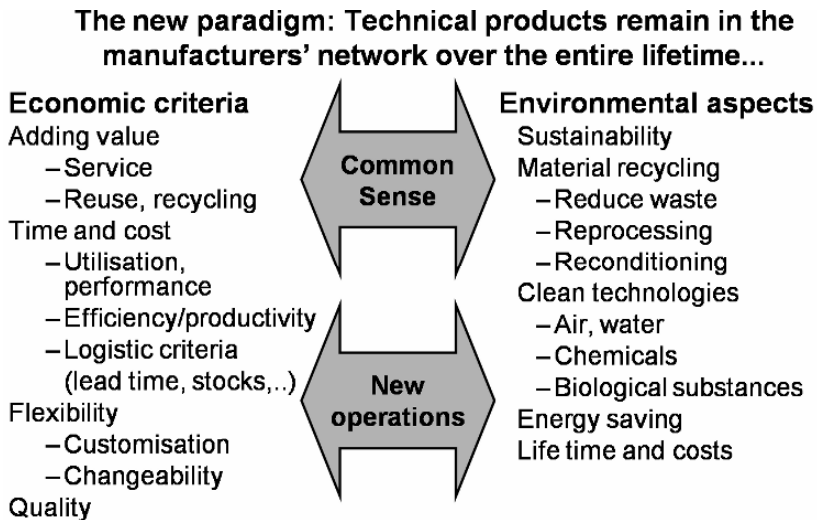 The new paradigm: Technical products remain in the
manufacturers’ network over the entire lifetime...
Economic criteria
Adding value
–Service
–Reuse, recycling
Time and cost
–Utilisation,
performance
–Efficiency/productivity
–Logistic criteria
(lead time, stocks,..)
Flexibility
–Customisation
–Changeability
Quality
Common
Sense
New
operations
Environmental aspects
Sustainability
Material recycling
–Reduce waste
–Reprocessing
–Reconditioning
Clean technologies
–Air, water
–Chemicals
–Biological substances
Energy saving
Life time and costs